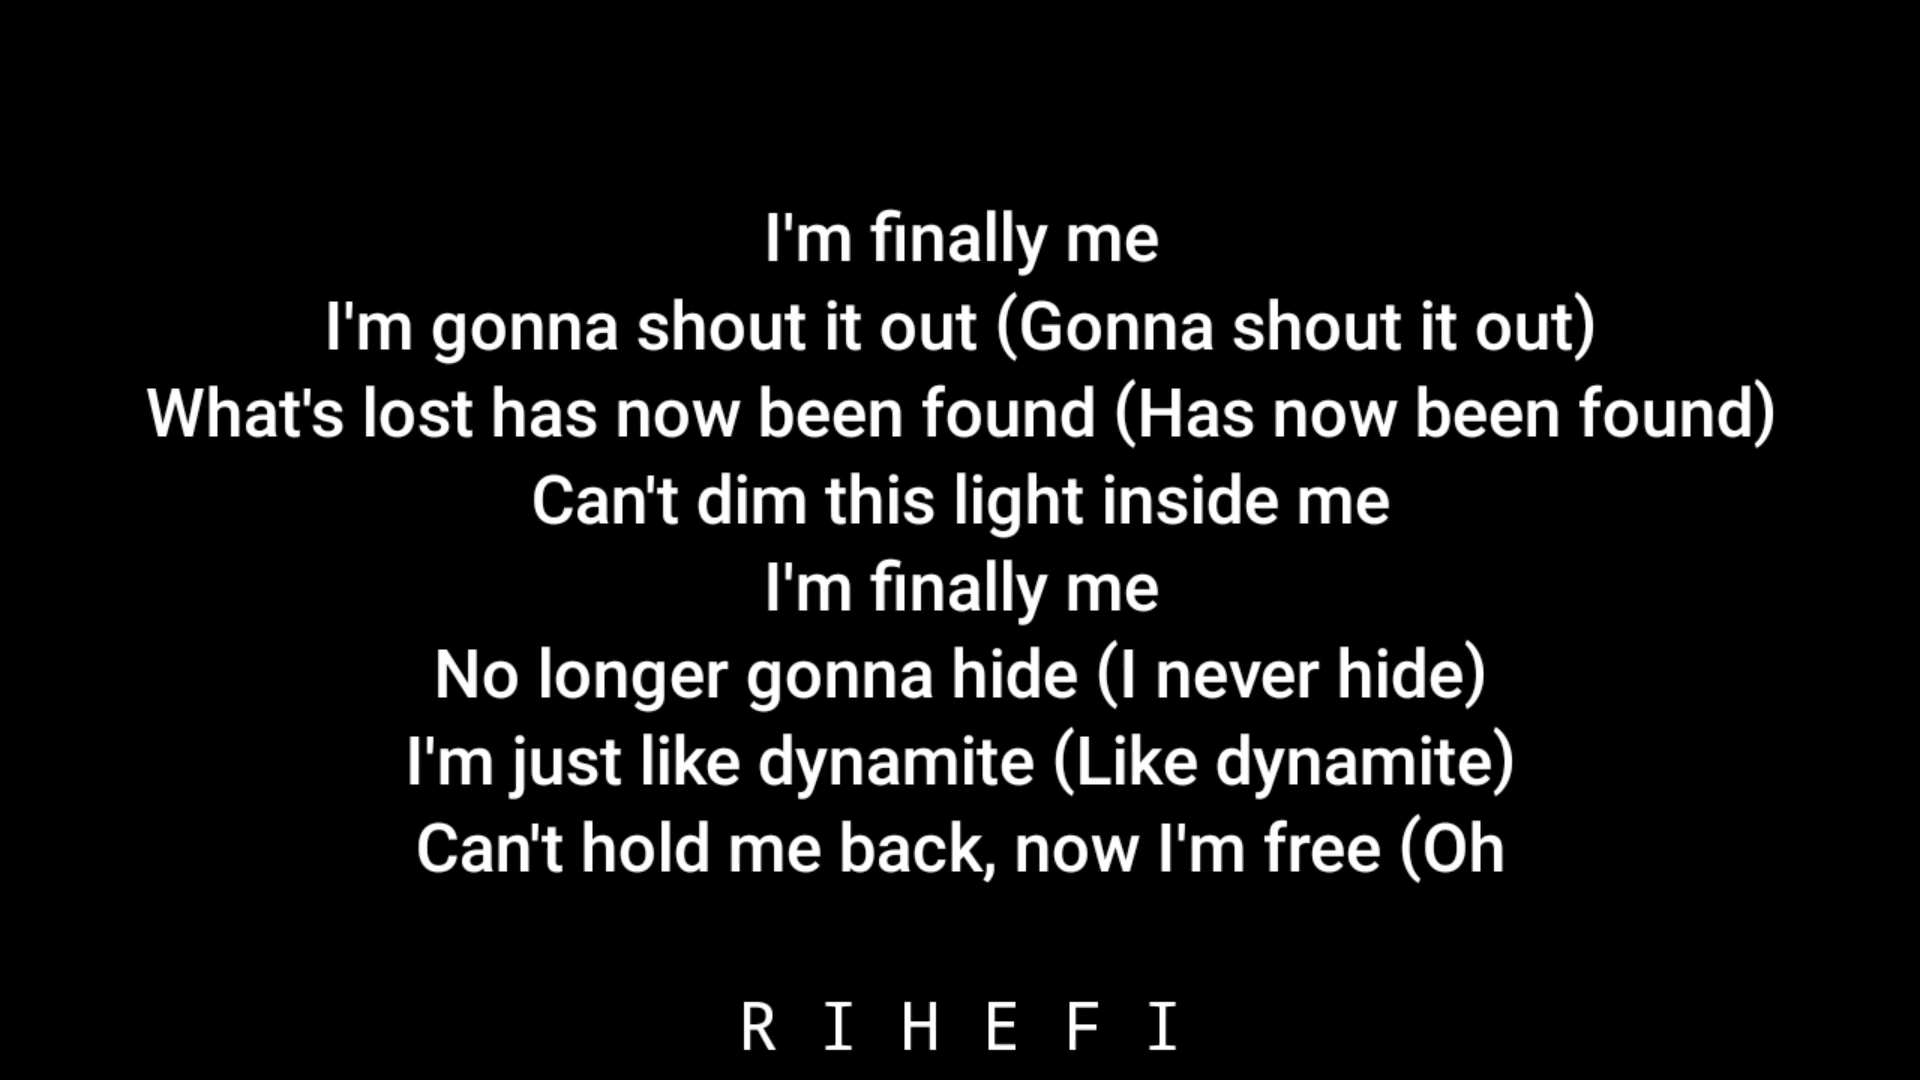 I'm finally me
I'm gonna shout it out (Gonna shout it out)
What's lost has now been found (Has now been found)
Can't dim this light inside me
I'm finally me
No longer gonna hide (I never hide)
I'm just like dynamite (Like dynamite)
Can't hold me back, now I'm free (Oh
R I H E F I